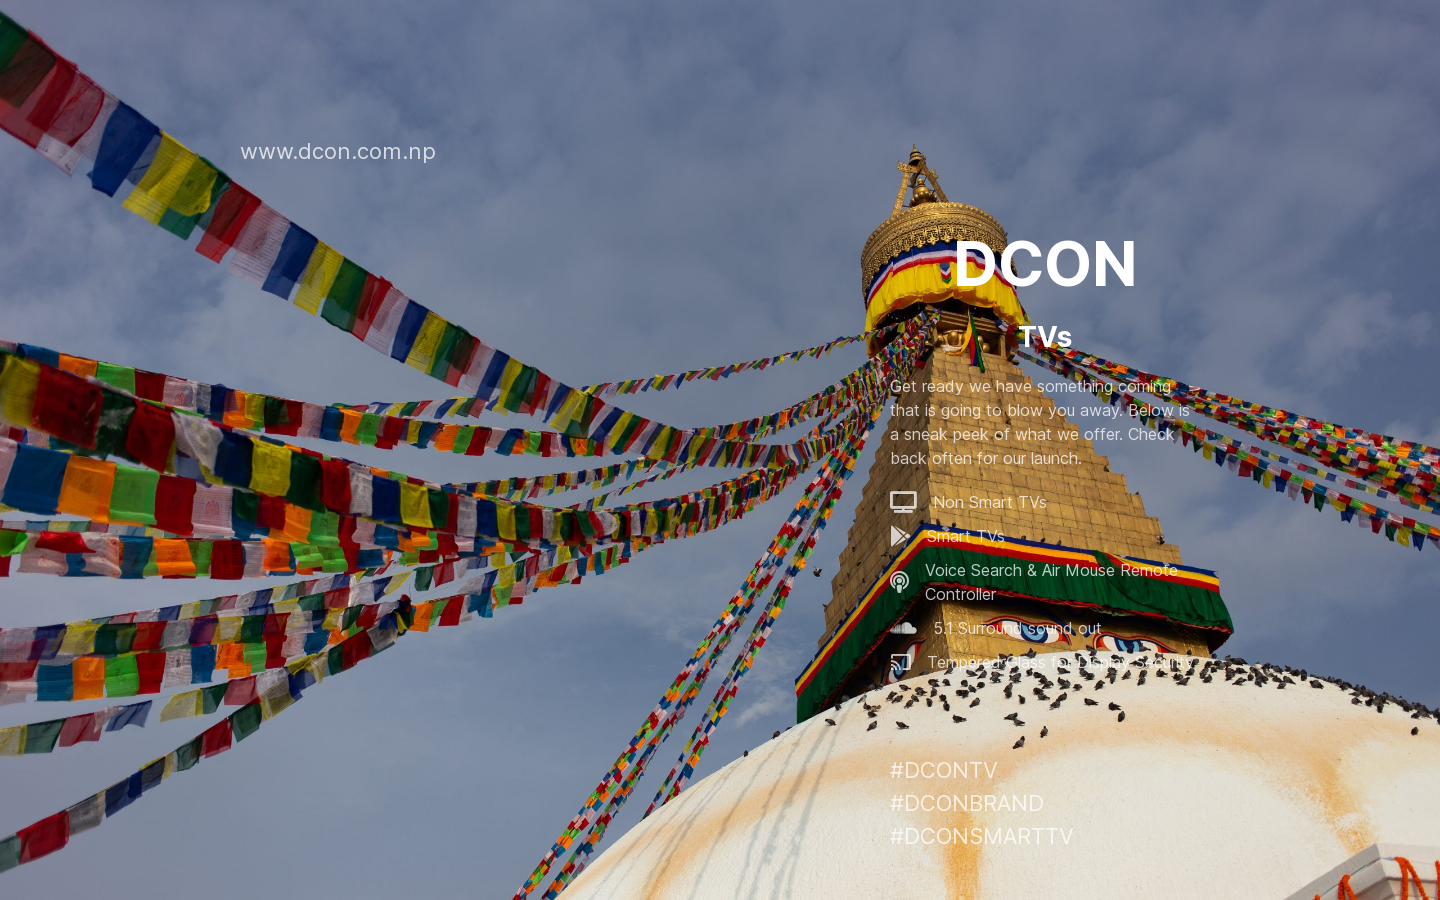 www.dcon.com.np
DCON
TVs
Get ready we have something coming
that is going to blow you away. Below is
a sneak peek of what we offer. Check
back often for our launch.
Non Smart TVs
Smart TVs
Voice Search & Air Mouse Remote
Controller
5.1 Surround sound out
Tempered Glass for Display Security
#DCONTV
#DCONBRAND
#DCONSMARTTV